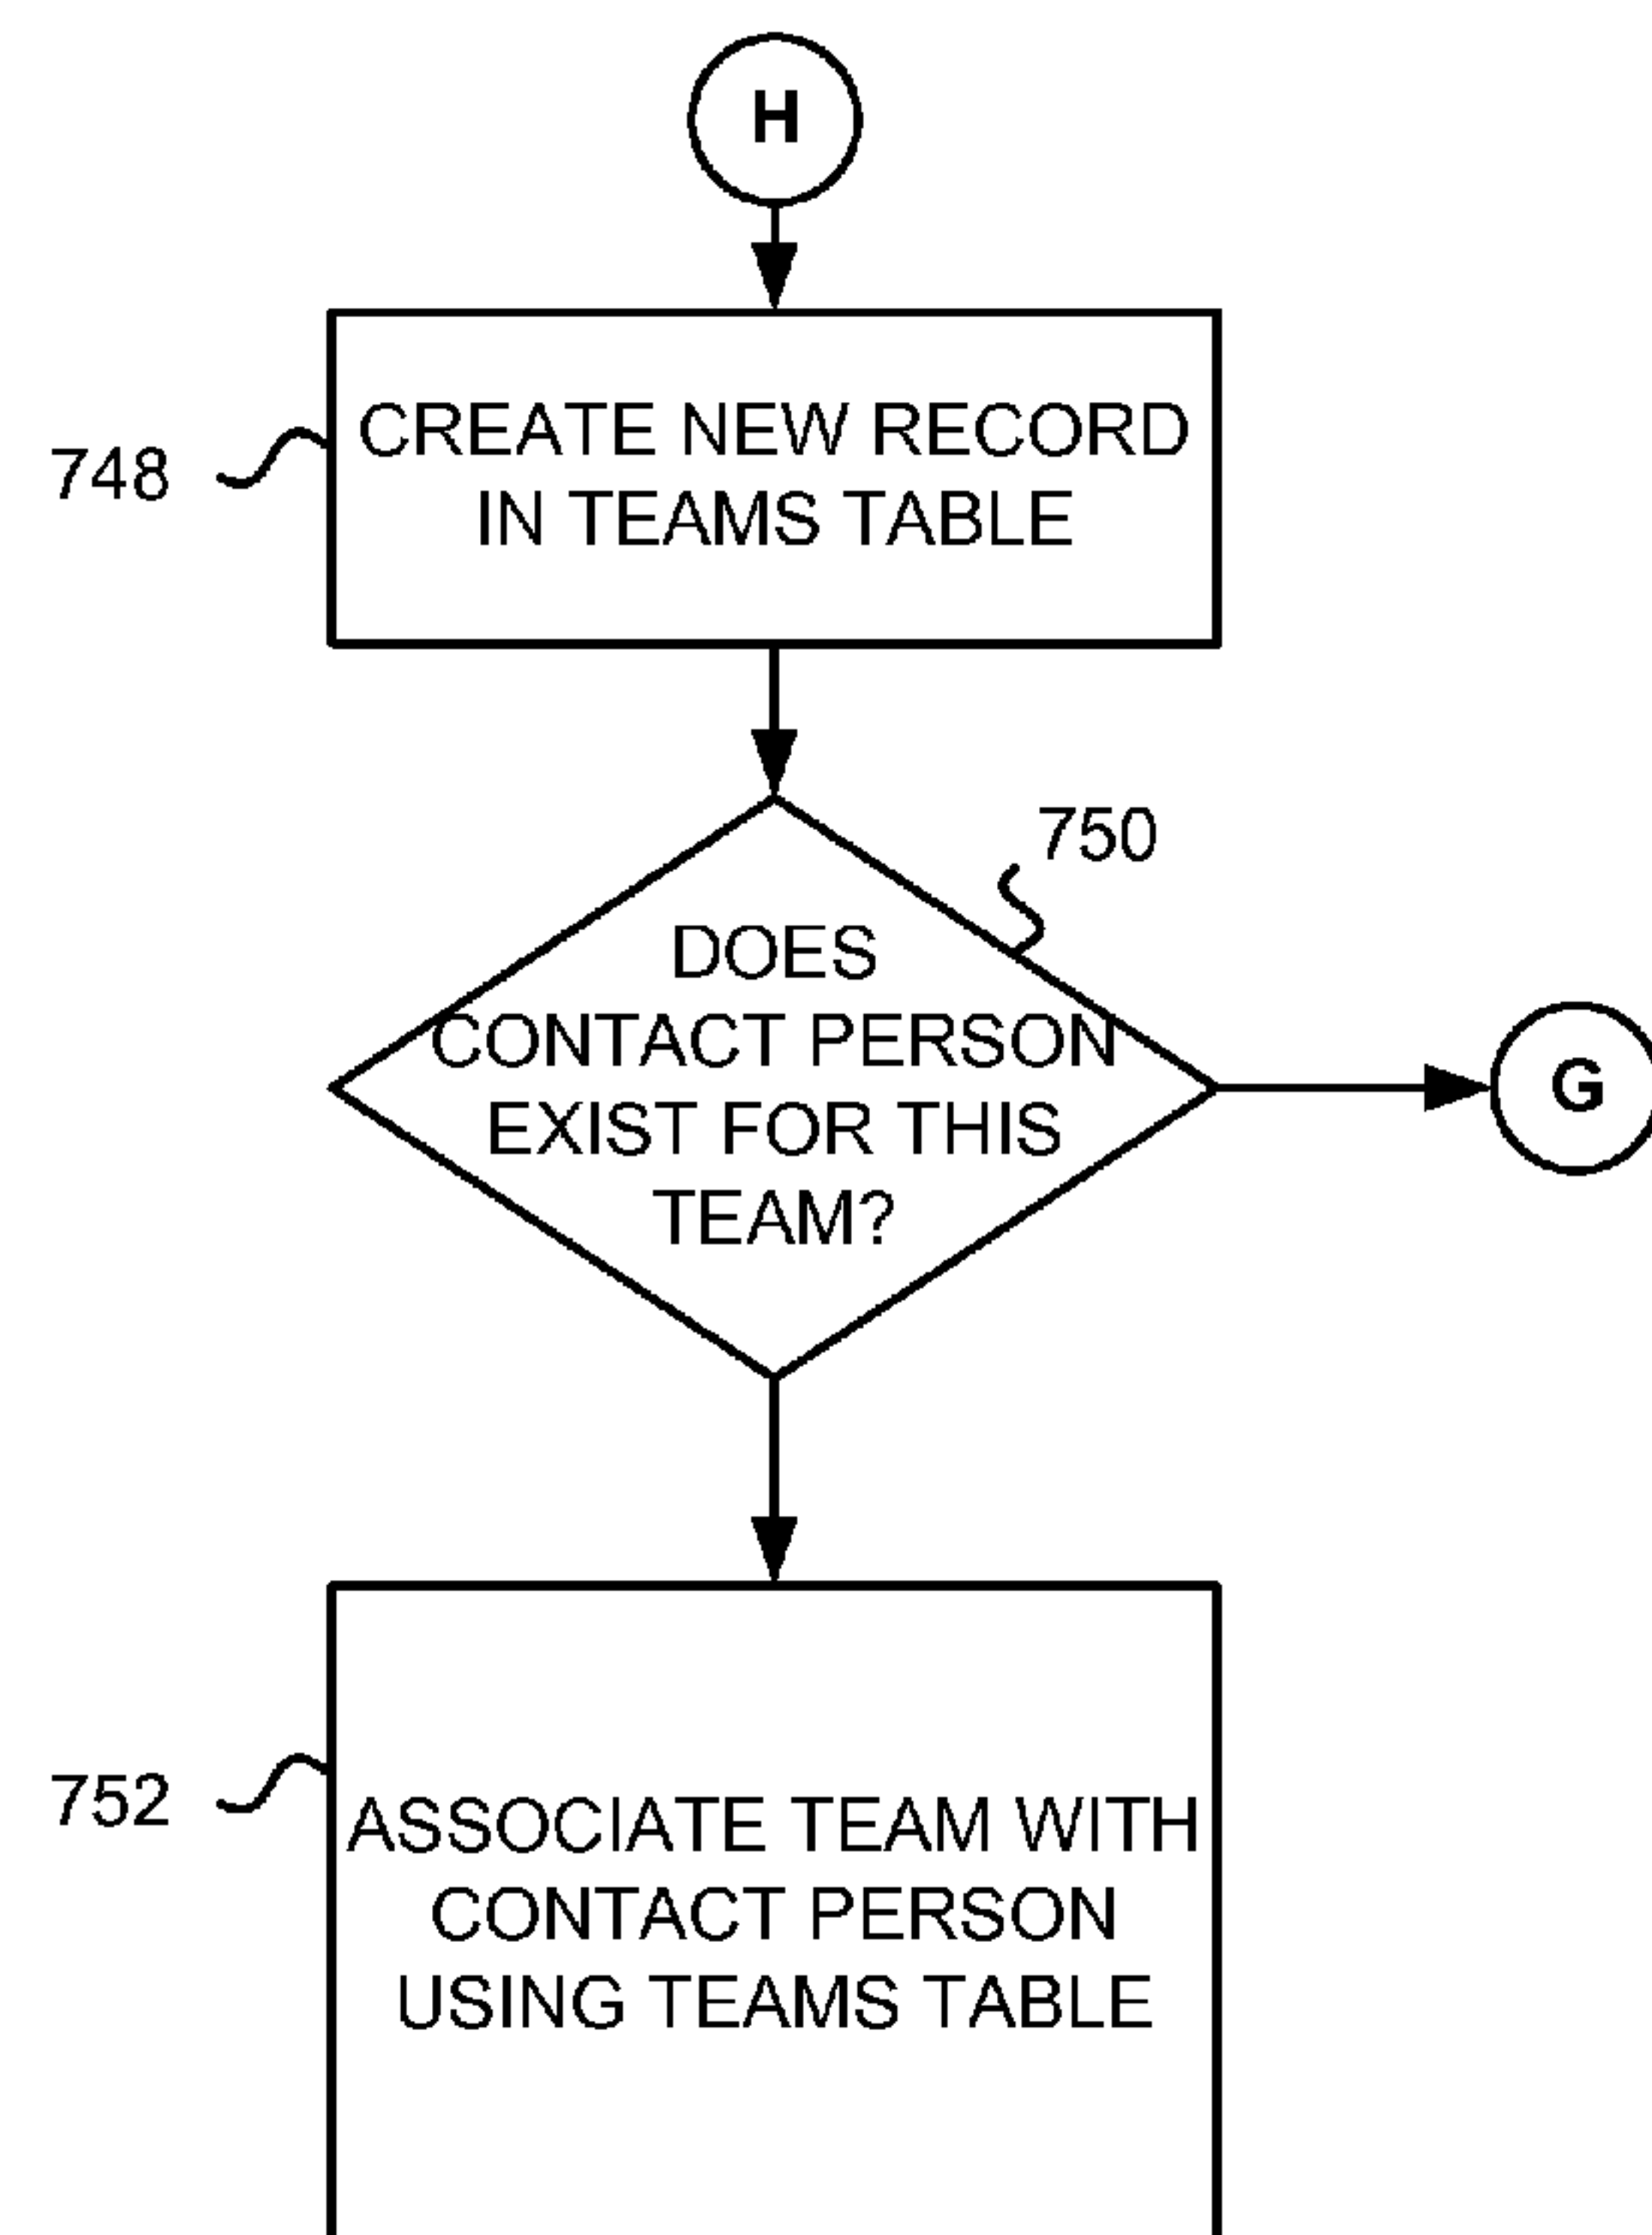 H
CREATE NEW RECORD
IN TEAMS TABLE
748
750
DOES
CONTACT PERSON
EXIST FOR THIS
TEAM?
G
752
ASSOCIATE TEAM WITH
CONTACT PERSON
USING TEAMS TABLE